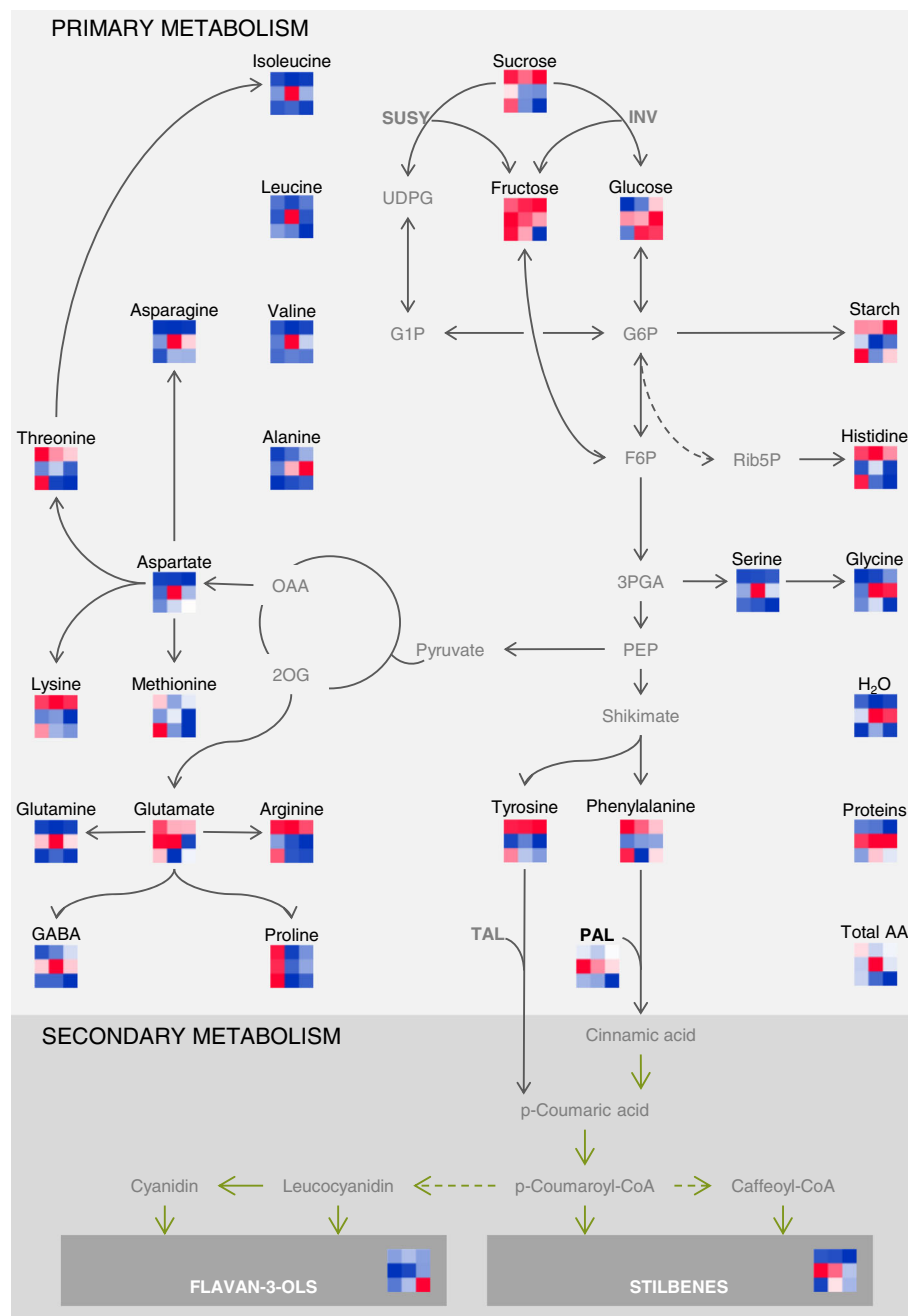 PRIMARY METABOLISM
Isoleucine
Sucrose
SUSY
INV
Leucine
UDPG
Fructose
Glucose
Asparagine
Valine
G1P
G6P
Starch
Threonine
Alanine
F6P
Rib5P
Histidine
Aspartate
OAA
3PGA
Serine
Glycine
Pyruvate
PEP
2OG
Lysine
Methionine
H₂O
Shikimate
Glutamine
Glutamate
Arginine
Tyrosine
Phenylalanine
Proteins
GABA
Proline
TAL
PAL
Total AA
SECONDARY METABOLISM
Cinnamic acid
p-Coumaric acid
Cyanidin
Leucocyanidin
p-Coumaroyl-CoA
Caffeoyl-CoA
FLAVAN-3-OLS
STILBENES